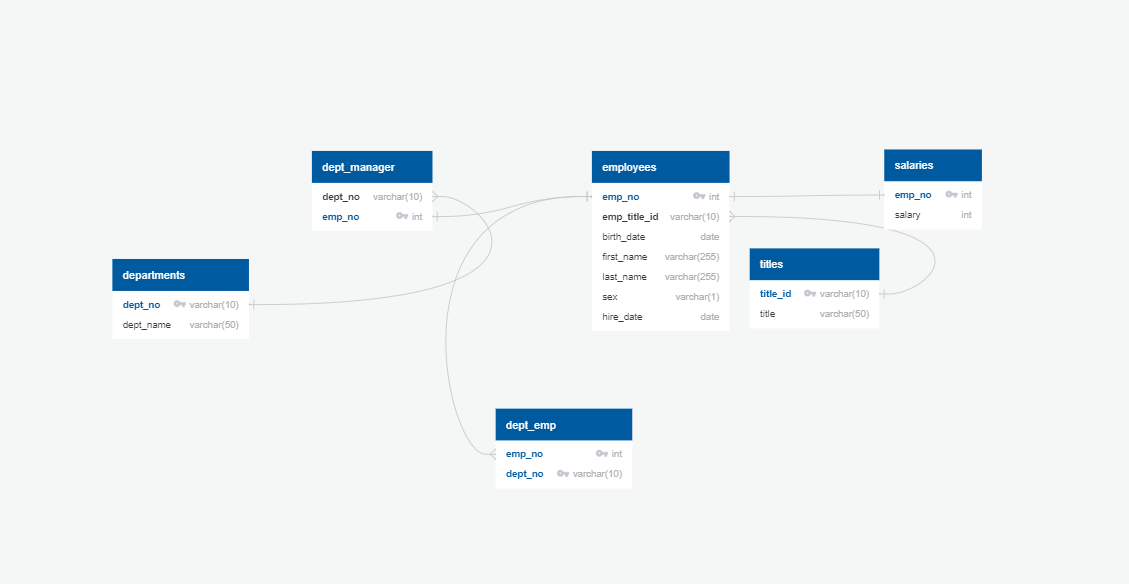 dept_manager
dept_no varchar(10)
emp_no int
employees
emp_no int
emp_title_id varchar(10)
birth_date date
first_name varchar(255)
last_name varchar(255)
sex varchar(1)
hire_date date
salaries
emp_no int
salary int
departments
dept_no varchar(10)
dept_name varchar(50)
titles
title_id varchar(10)
title varchar(50)
dept_emp
emp_no int
dept_no varchar(10)